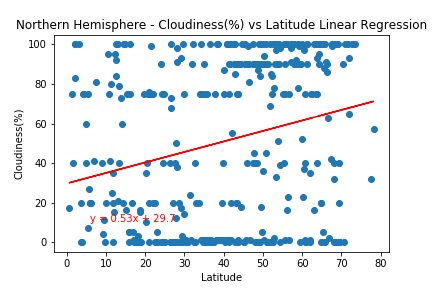 Northern Hemisphere - Cloudiness(%) vs Latitude Linear Regression
100
80
60
40
20
0
Cloudiness(%)
y = 0.53x + 29.7
0 10 20 30 40 50 60 70 80
Latitude